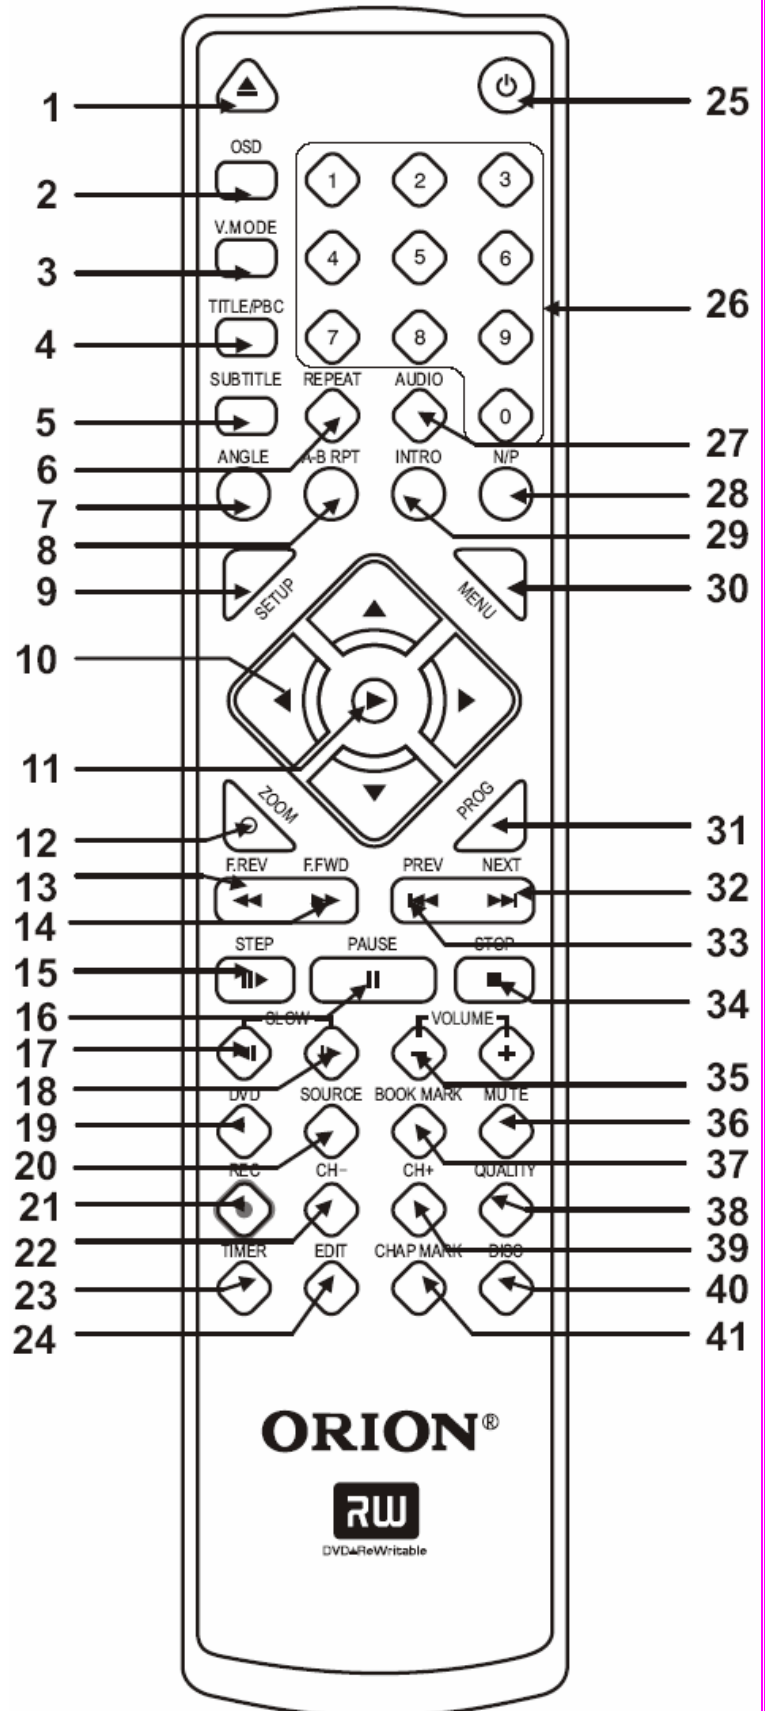 1
25
OSD
1 2 3
2
V.MODE
4 5 6
3
26
TITLE/PBC
7 8 9
4
SUBTITLE REPEAT AUDIO
0
5
27
6
ANGLE A-B RPT INTRO N/P
28
7
29
8
9
SETUP MENU
30
10
11
ZOOM PROG
31
12
F.REV F.FWD PREV NEXT
13
32
14
33
STEP PAUSE STOP
15
34
16
SLOW VOLUME
- +
17
35
18
DVD SOURCE BOOK MARK MUTE
19
36
20
37
REC CH- CH+ QUALITY
21
38
22
39
TIMER EDIT CHAP MARK DISC
23
40
24
41
ORION®
RW
DVD ReWritable